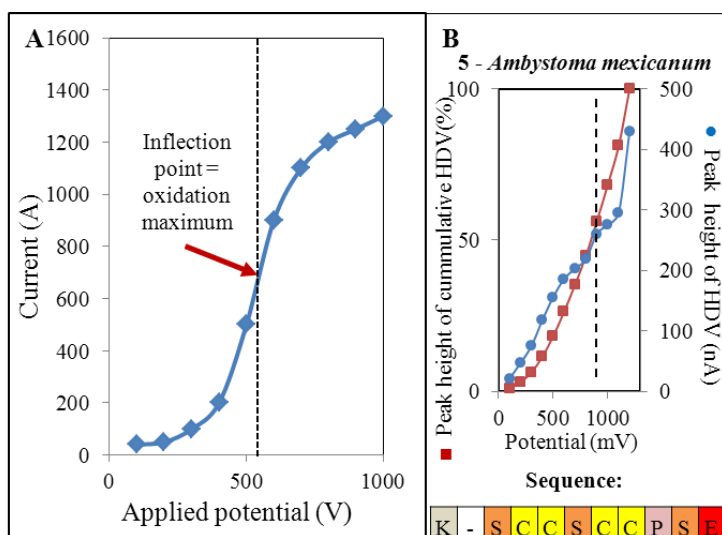 A
1600
1400
1200
1000
800
600
400
200
0
Current (A)
Inflection
point =
oxidation
maximum
0
500
1000
Applied potential (V)
B
5 - Ambystoma mexicanum
Peak height of cummulative HDV(%)
100
50
0
500
400
300
200
100
0
Peak height of HDV (nA)
0
500
1000
Potential (mV)
Sequence:
K - S C C S C C P S E